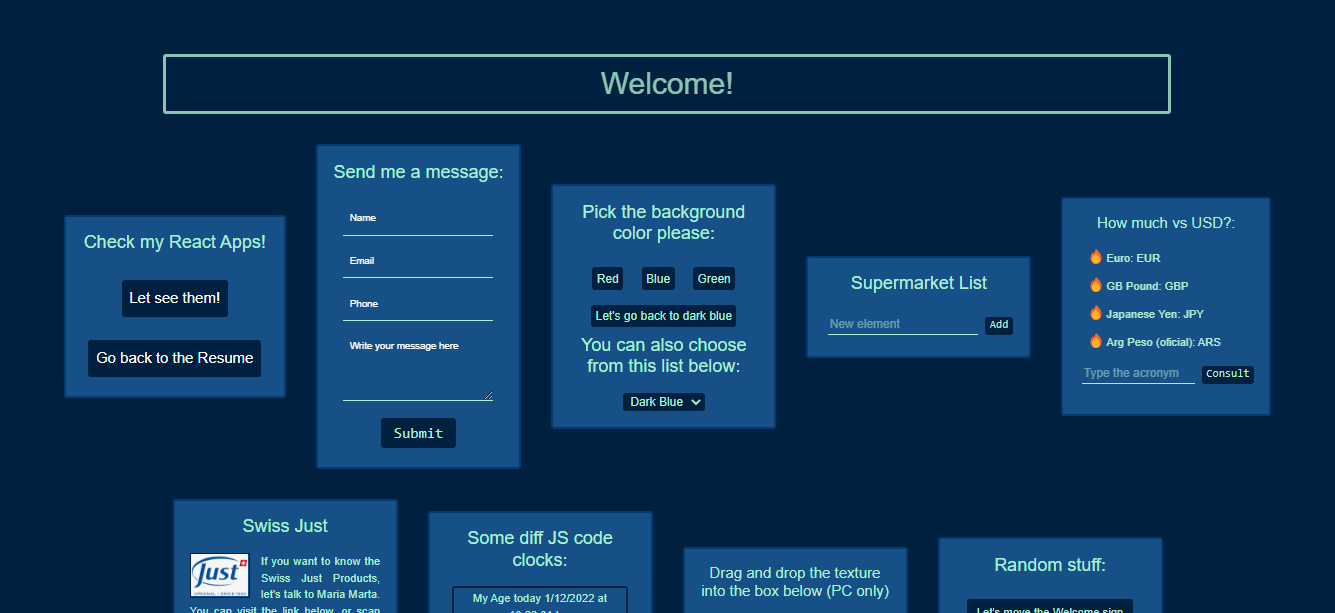 Welcome!
Check my React Apps!
Let see them!
Go back to the Resume
Send me a message:
Name
Email
Phone
Write your message here
Submit
Pick the background
color please:
Red Blue Green
Let's go back to dark blue
You can also choose
from this list below:
Dark Blue
Supermarket List
New element Add
How much vs USD?:
Euro: EUR
GB Pound: GBP
Japanese Yen: JPY
Arg Peso (oficial): ARS
Type the acronym Consult
Swiss Just
Just
If you want to know the
Swiss Just Products,
let's talk to Maria Marta.
You can visit the link below, or scan
Some diff JS code
clocks:
My Age today 1/12/2022 at
Drag and drop the texture
into the box below (PC only)
Random stuff:
Let's move the Welcome sign